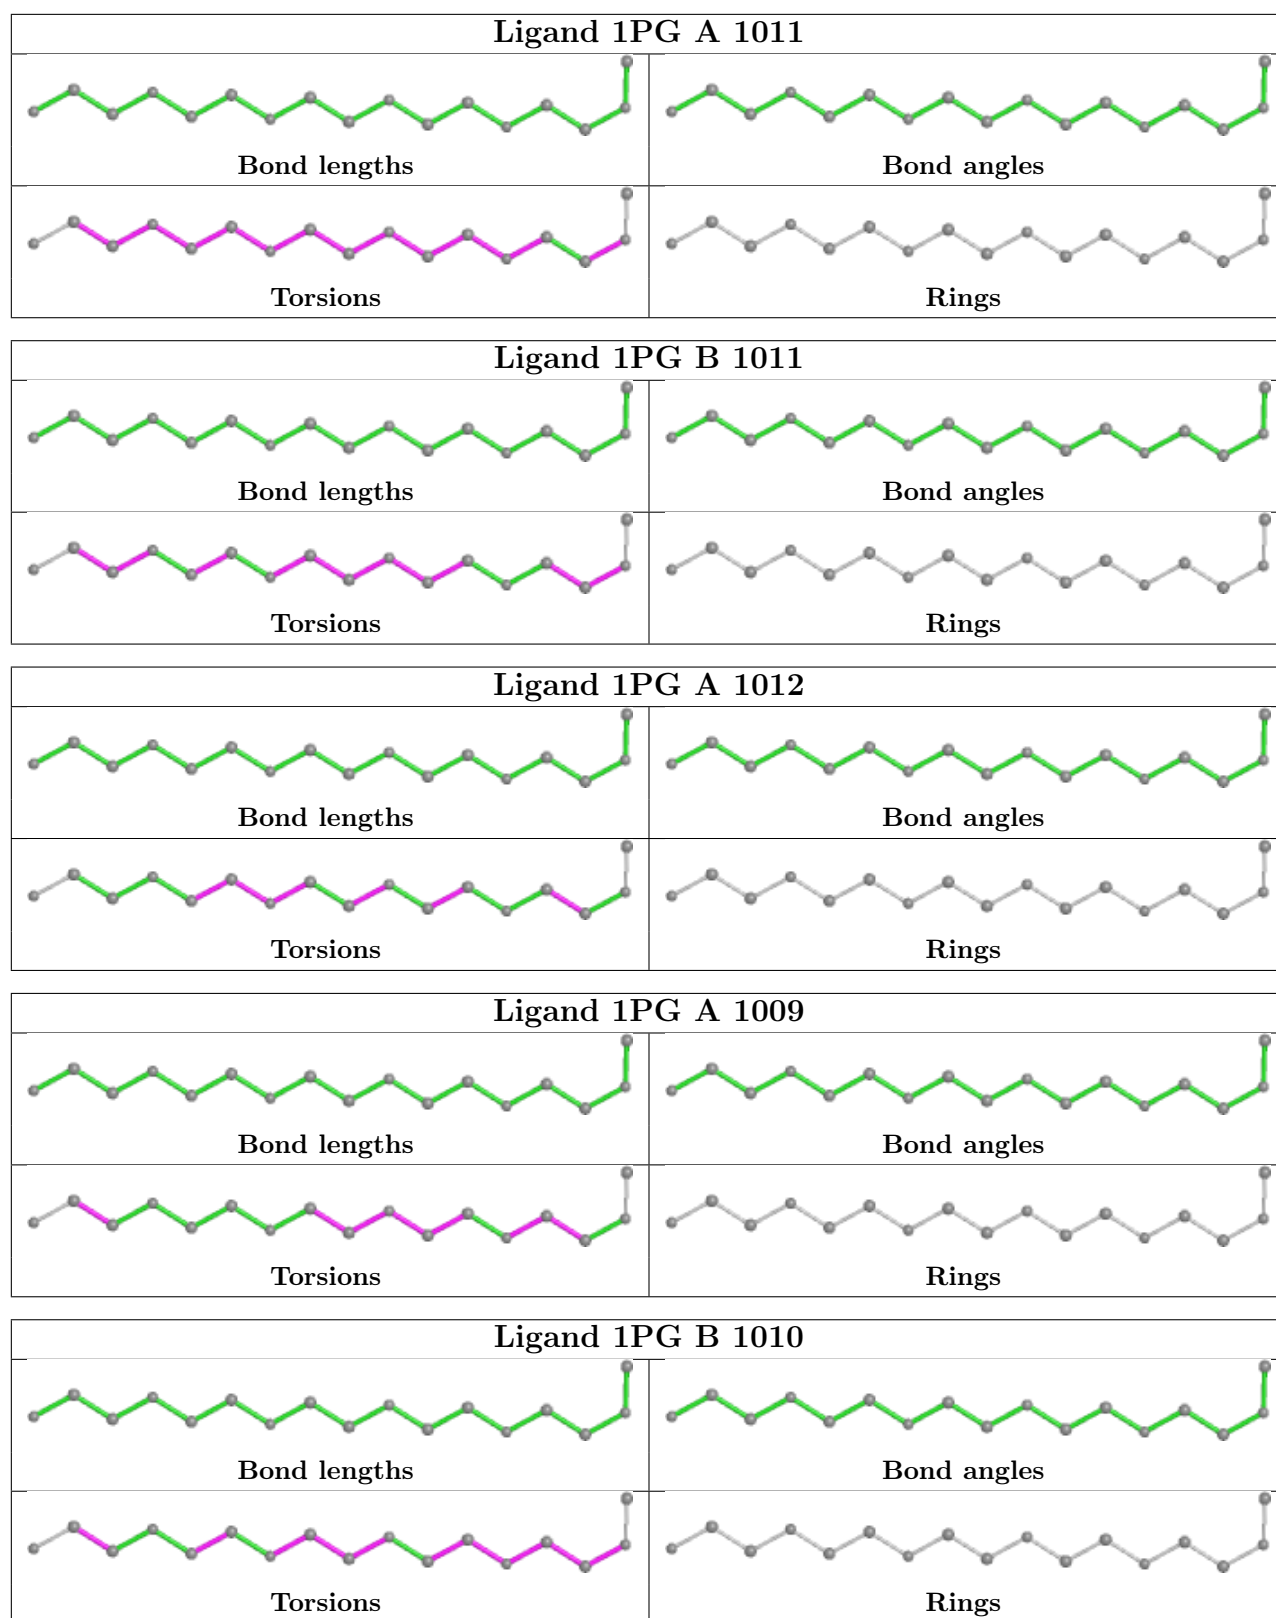 Ligand 1PG A 1011
Bond lengths
Bond angles
Torsions
Rings
Ligand 1PG B 1011
Bond lengths
Bond angles
Torsions
Rings
Ligand 1PG A 1012
Bond lengths
Bond angles
Torsions
Rings
Ligand 1PG A 1009
Bond lengths
Bond angles
Torsions
Rings
Ligand 1PG B 1010
Bond lengths
Bond angles
Torsions
Rings